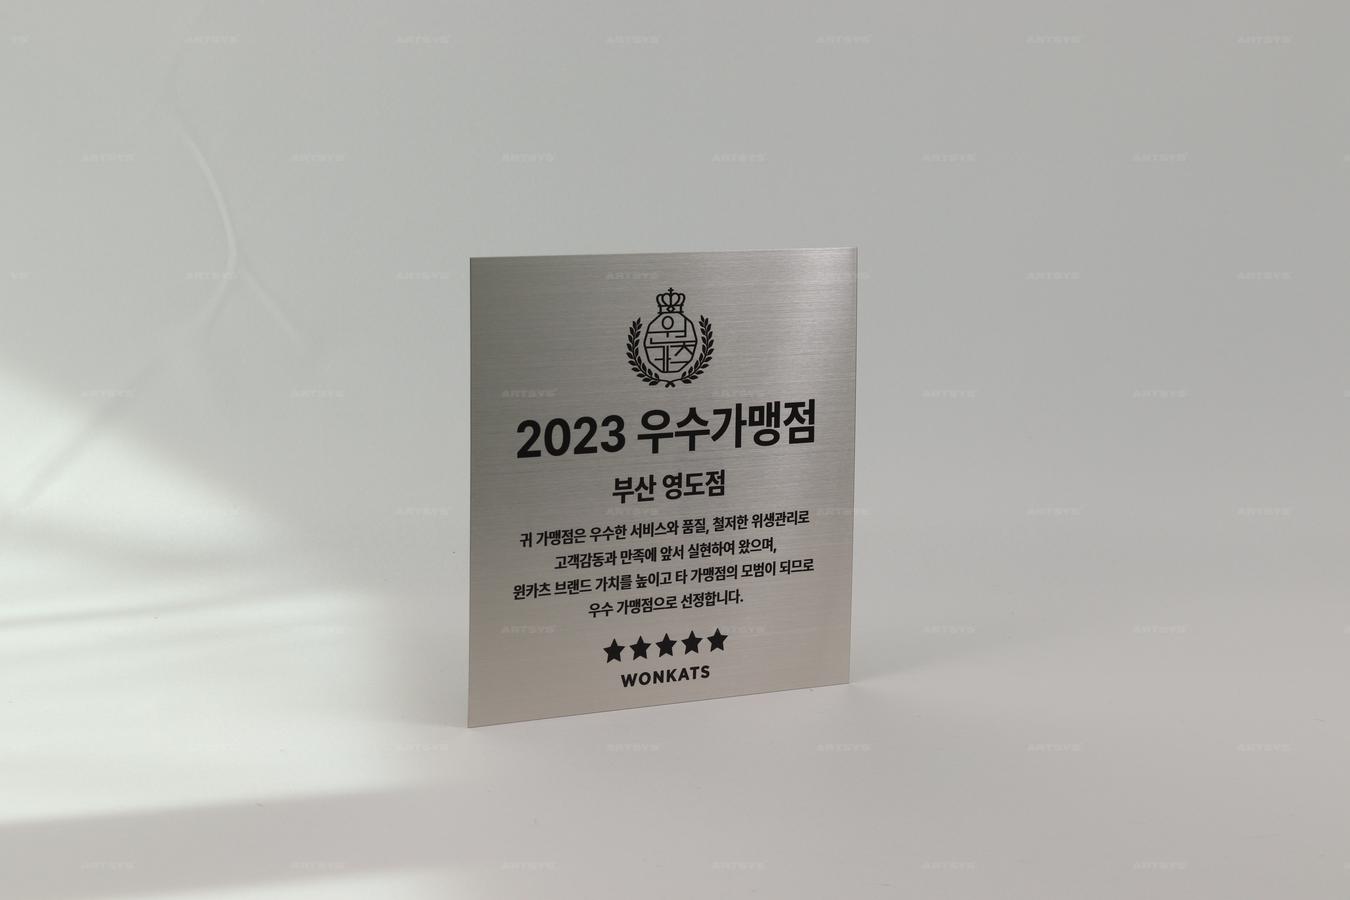 원카츠
2023 우수가맹점
부산 영도점
귀 가맹점은 우수한 서비스와 품질, 철저한 위생관리로
고객감동과 만족에 앞서 실현하여 왔으며,
원카츠 브랜드 가치를 높이고 타 가맹점의 모범이 되므로
우수 가맹점으로 선정합니다.
WONKATS
ARTSYS